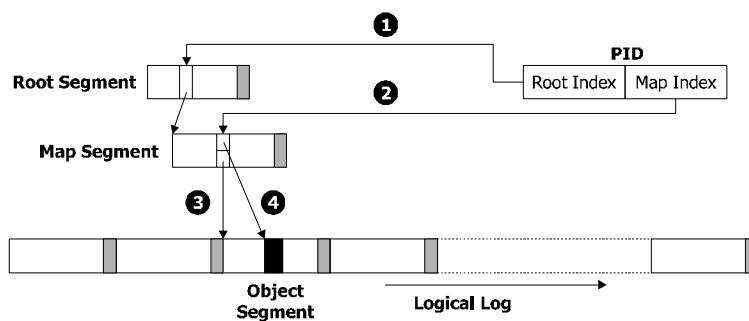 1
PID
Root Segment
Root Index
Map Index
2
Map Segment
3
4
Object
Segment
Logical Log